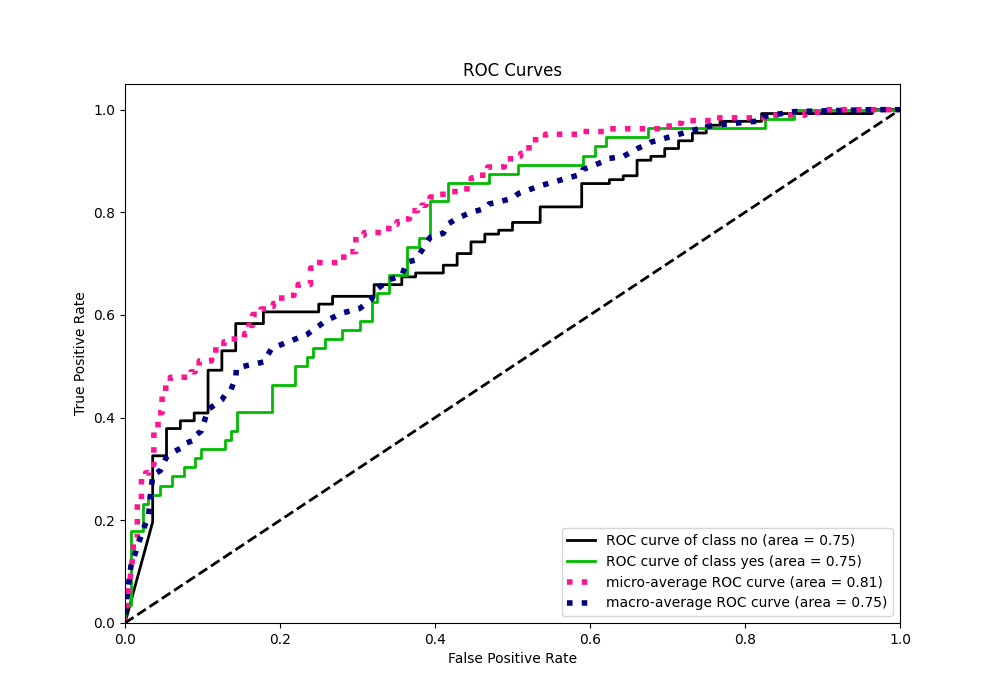 ROC Curves
True Positive Rate
1.0
0.8
0.6
0.4
0.2
0.0
ROC curve of class no (area = 0.75)
ROC curve of class yes (area = 0.75)
micro-average ROC curve (area = 0.81)
macro-average ROC curve (area = 0.75)
0.0 0.2 0.4 0.6 0.8 1.0
False Positive Rate